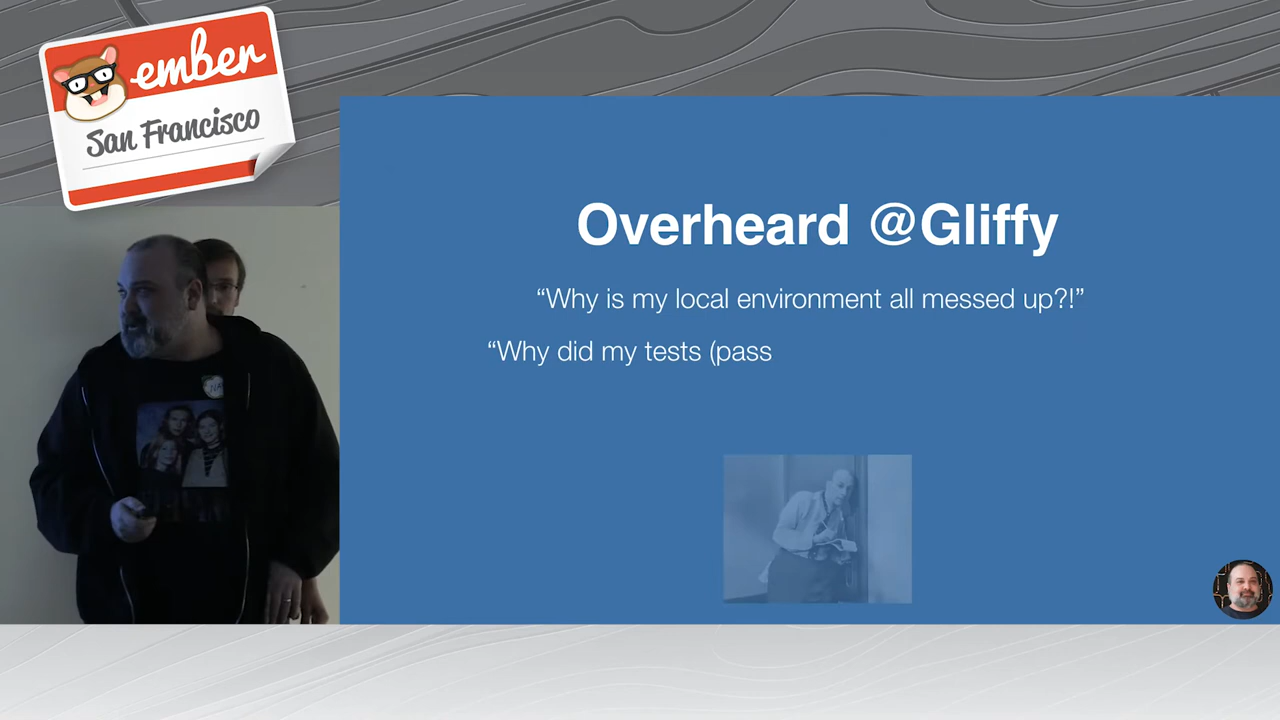 ember
San Francisco
Overheard @Gliffy
“Why is my local environment all messed up?!”
“Why did my tests (pass